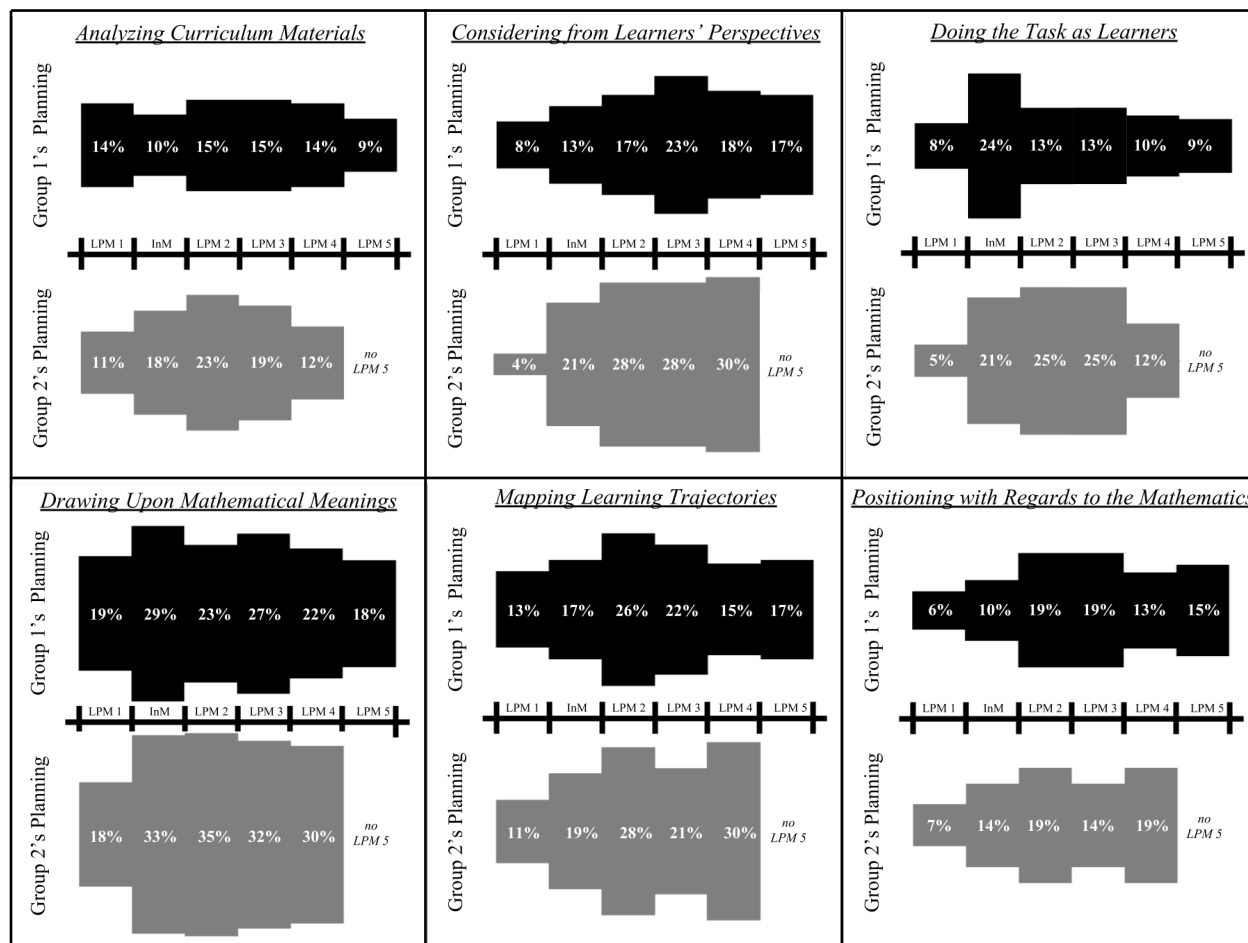 Analyzing Curriculum Materials
Group 1's Planning
14% 10% 15% 15% 14% 9%
LPM 1 InM LPM 2 LPM 3 LPM 4 LPM 5
Group 2's Planning
11% 18% 23% 19% 12%
no
LPM 5
Considering from Learners' Perspectives
Group 1's Planning
8% 13% 17% 23% 18% 17%
LPM 1 InM LPM 2 LPM 3 LPM 4 LPM 5
Group 2's Planning
4% 21% 28% 28% 30%
no
LPM 5
Doing the Task as Learners
Group 1's Planning
8% 24% 13% 13% 10% 9%
LPM 1 InM LPM 2 LPM 3 LPM 4 LPM 5
Group 2's Planning
5% 21% 25% 25% 12%
no
LPM 5
Drawing Upon Mathematical Meanings
Group 1's Planning
19% 29% 23% 27% 22% 18%
LPM 1 InM LPM 2 LPM 3 LPM 4 LPM 5
Group 2's Planning
18% 33% 35% 32% 30%
no
LPM 5
Mapping Learning Trajectories
Group 1's Planning
13% 17% 26% 22% 15% 17%
LPM 1 InM LPM 2 LPM 3 LPM 4 LPM 5
Group 2's Planning
11% 19% 28% 21% 30%
no
LPM 5
Positioning with Regards to the Mathematics
Group 1's Planning
6% 10% 19% 19% 13% 15%
LPM 1 InM LPM 2 LPM 3 LPM 4 LPM 5
Group 2's Planning
7% 14% 19% 14% 19%
no
LPM 5